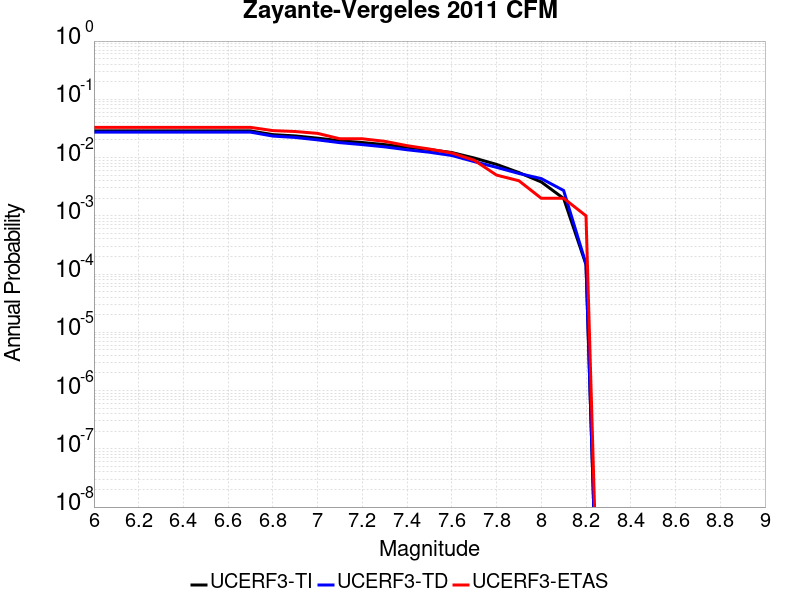 Zayante-Vergeles 2011 CFM
Annual Probability
10^0
10^-1
10^-2
10^-3
10^-4
10^-5
10^-6
10^-7
10^-8
6 6.2 6.4 6.6 6.8 7 7.2 7.4 7.6 7.8 8 8.2 8.4 8.6 8.8 9
Magnitude
UCERF3-TI UCERF3-TD UCERF3-ETAS